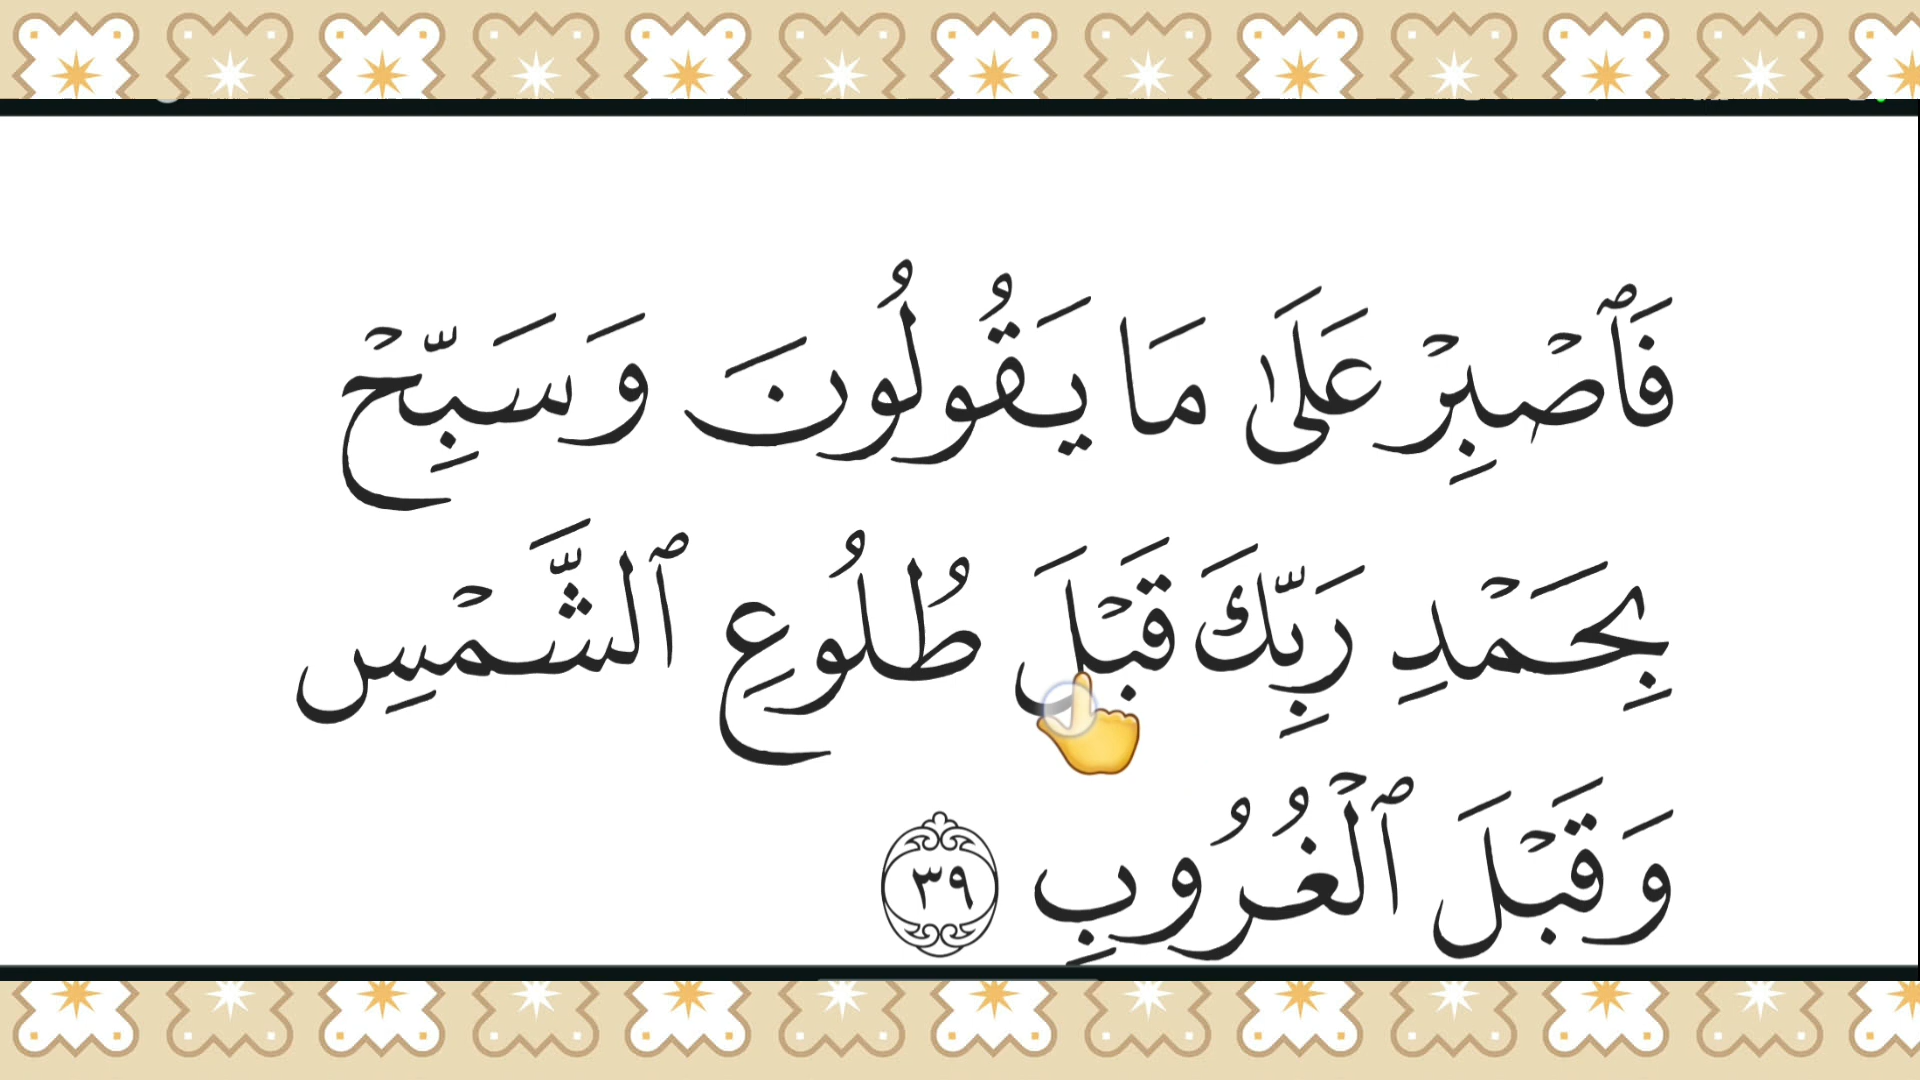 فَٱصۡبِرۡ عَلَىٰ مَا يَقُولُونَ وَسَبِّحۡ
بِحَمۡدِ رَبِّكَ قَبۡلَ طُلُوعِ ٱلشَّمۡسِ
وَقَبۡلَ ٱلۡغُرُوبِ ٣٩